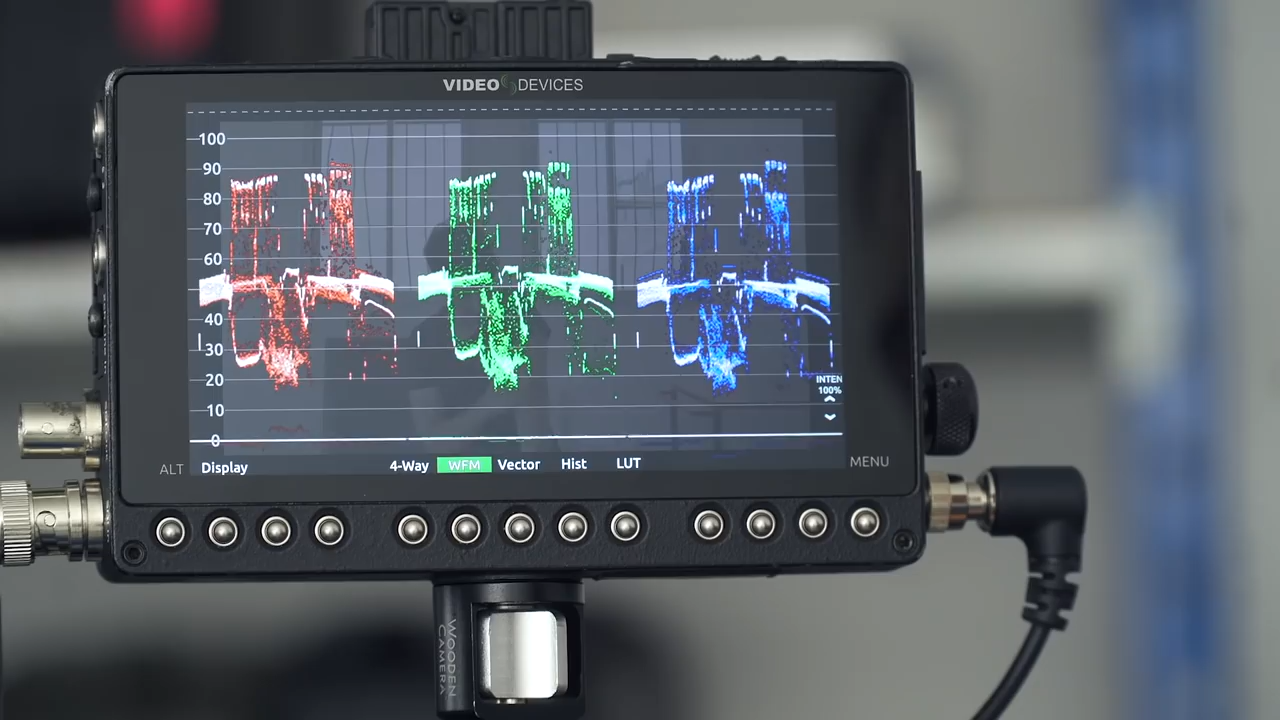 VIDEO DEVICES
100
90
80
70
60
50
40
30
20
10
0
INTEN
100%
ALT
Display
4-Way
WFM
Vector
Hist
LUT
MENU
WOODEN
CAMERA